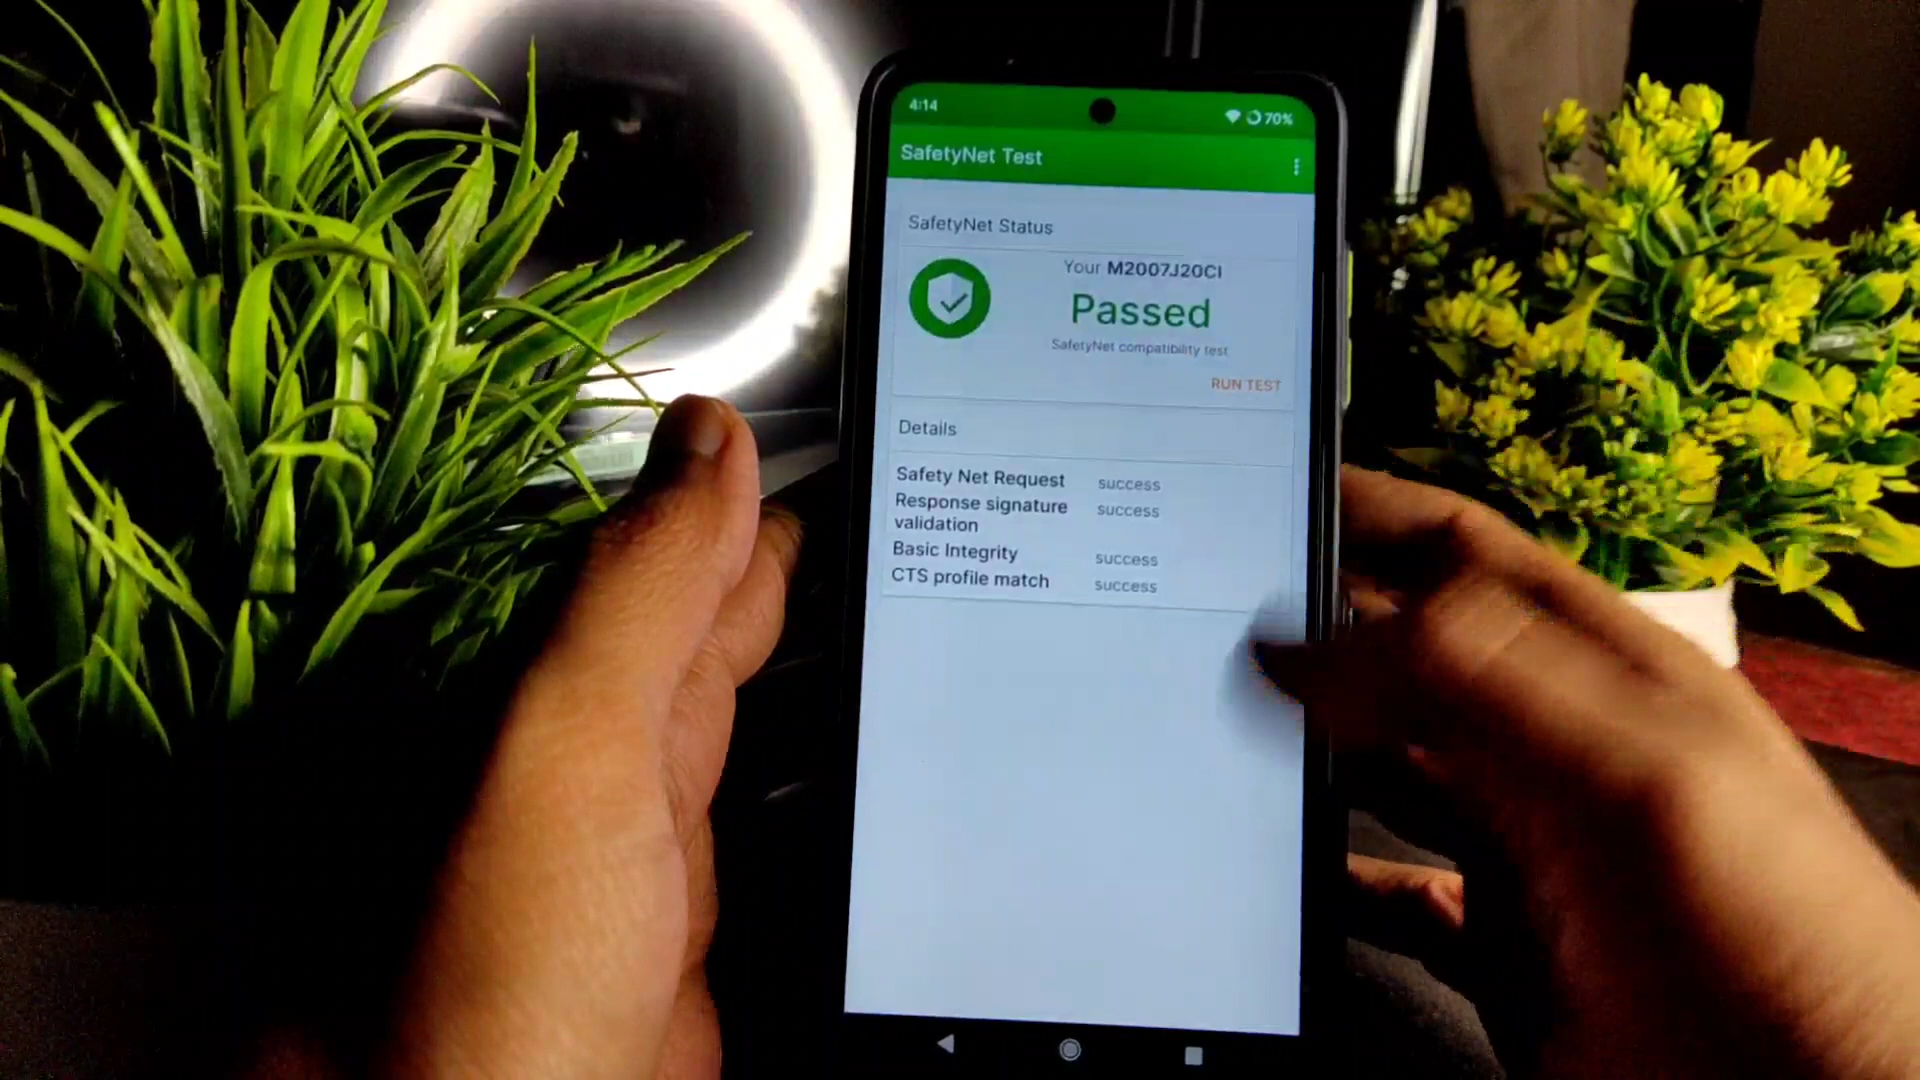 4:14
70%
SafetyNet Test
SafetyNet Status
Your M2007J20CI
Passed
SafetyNet compatibility test
RUN TEST
Details
Safety Net Request success
Response signature success
validation
Basic Integrity success
CTS profile match success